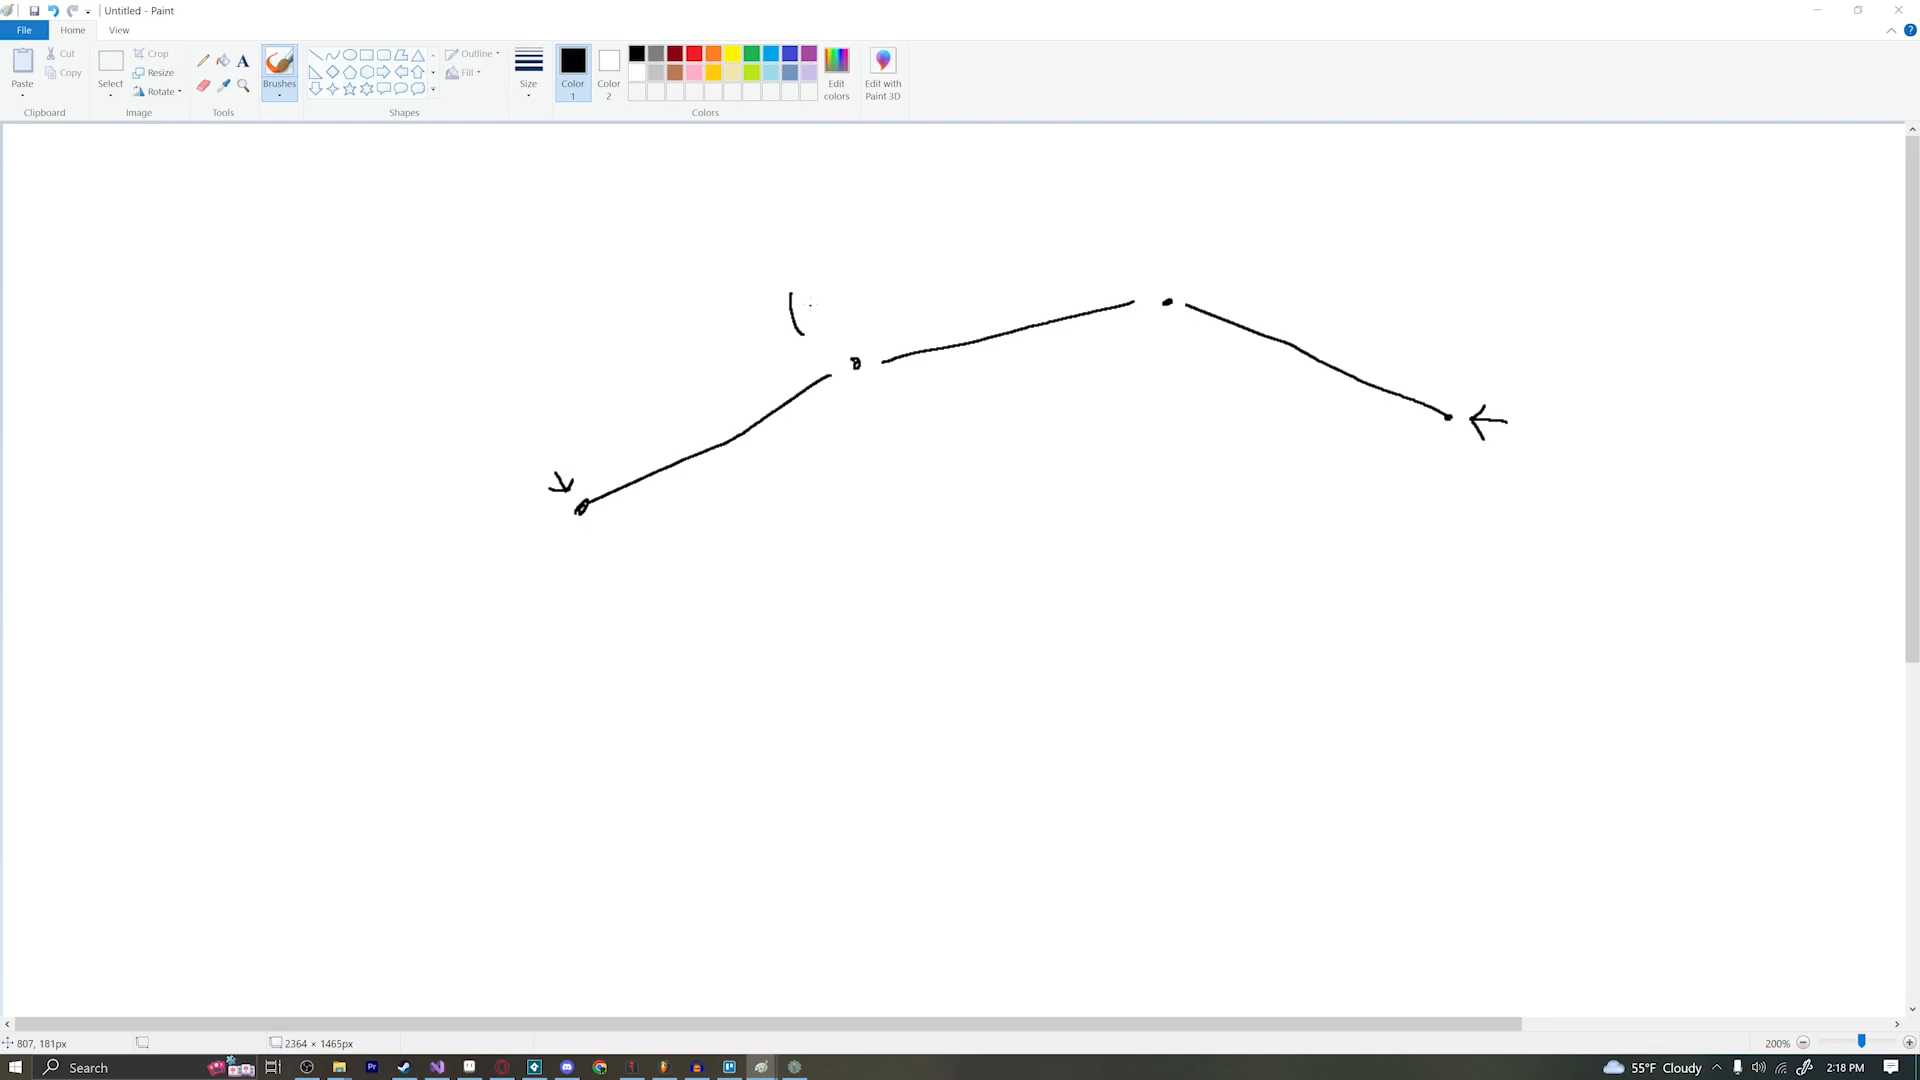 Untitled - Paint
File Home View
Paste
Cut
Copy
Clipboard
Select
Crop
Resize
Rotate
Image
Tools
Brushes
Shapes
Outline
Fill
Size
Color 1
Color 2
Edit colors
Edit with Paint 3D
Colors
807, 181px
2364 × 1465px
200%
Search
55°F Cloudy
2:18 PM